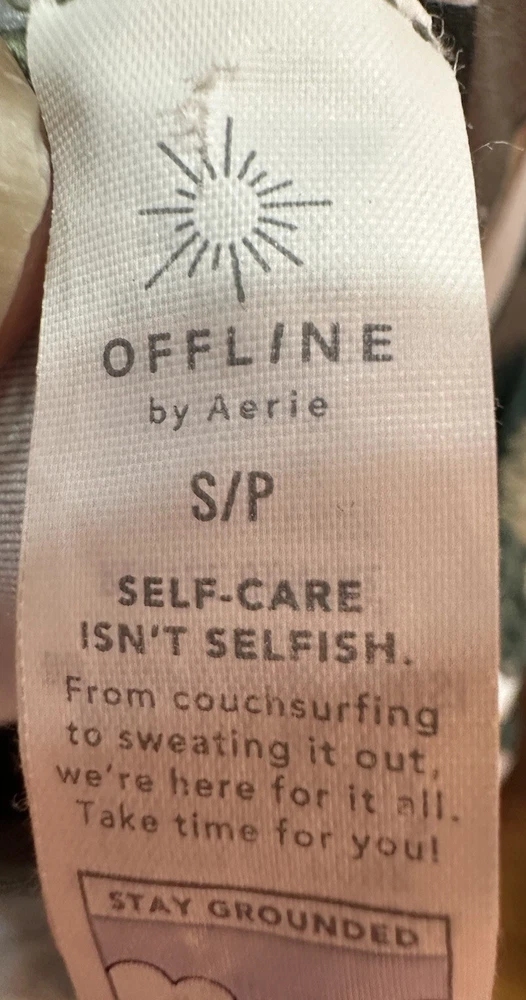 OFFLINE
by Aerie
S/P
SELF-CARE
ISN'T SELFISH.
From couchsurfing
to sweating it out,
we're here for it all.
Take time for you!
STAY GROUNDED